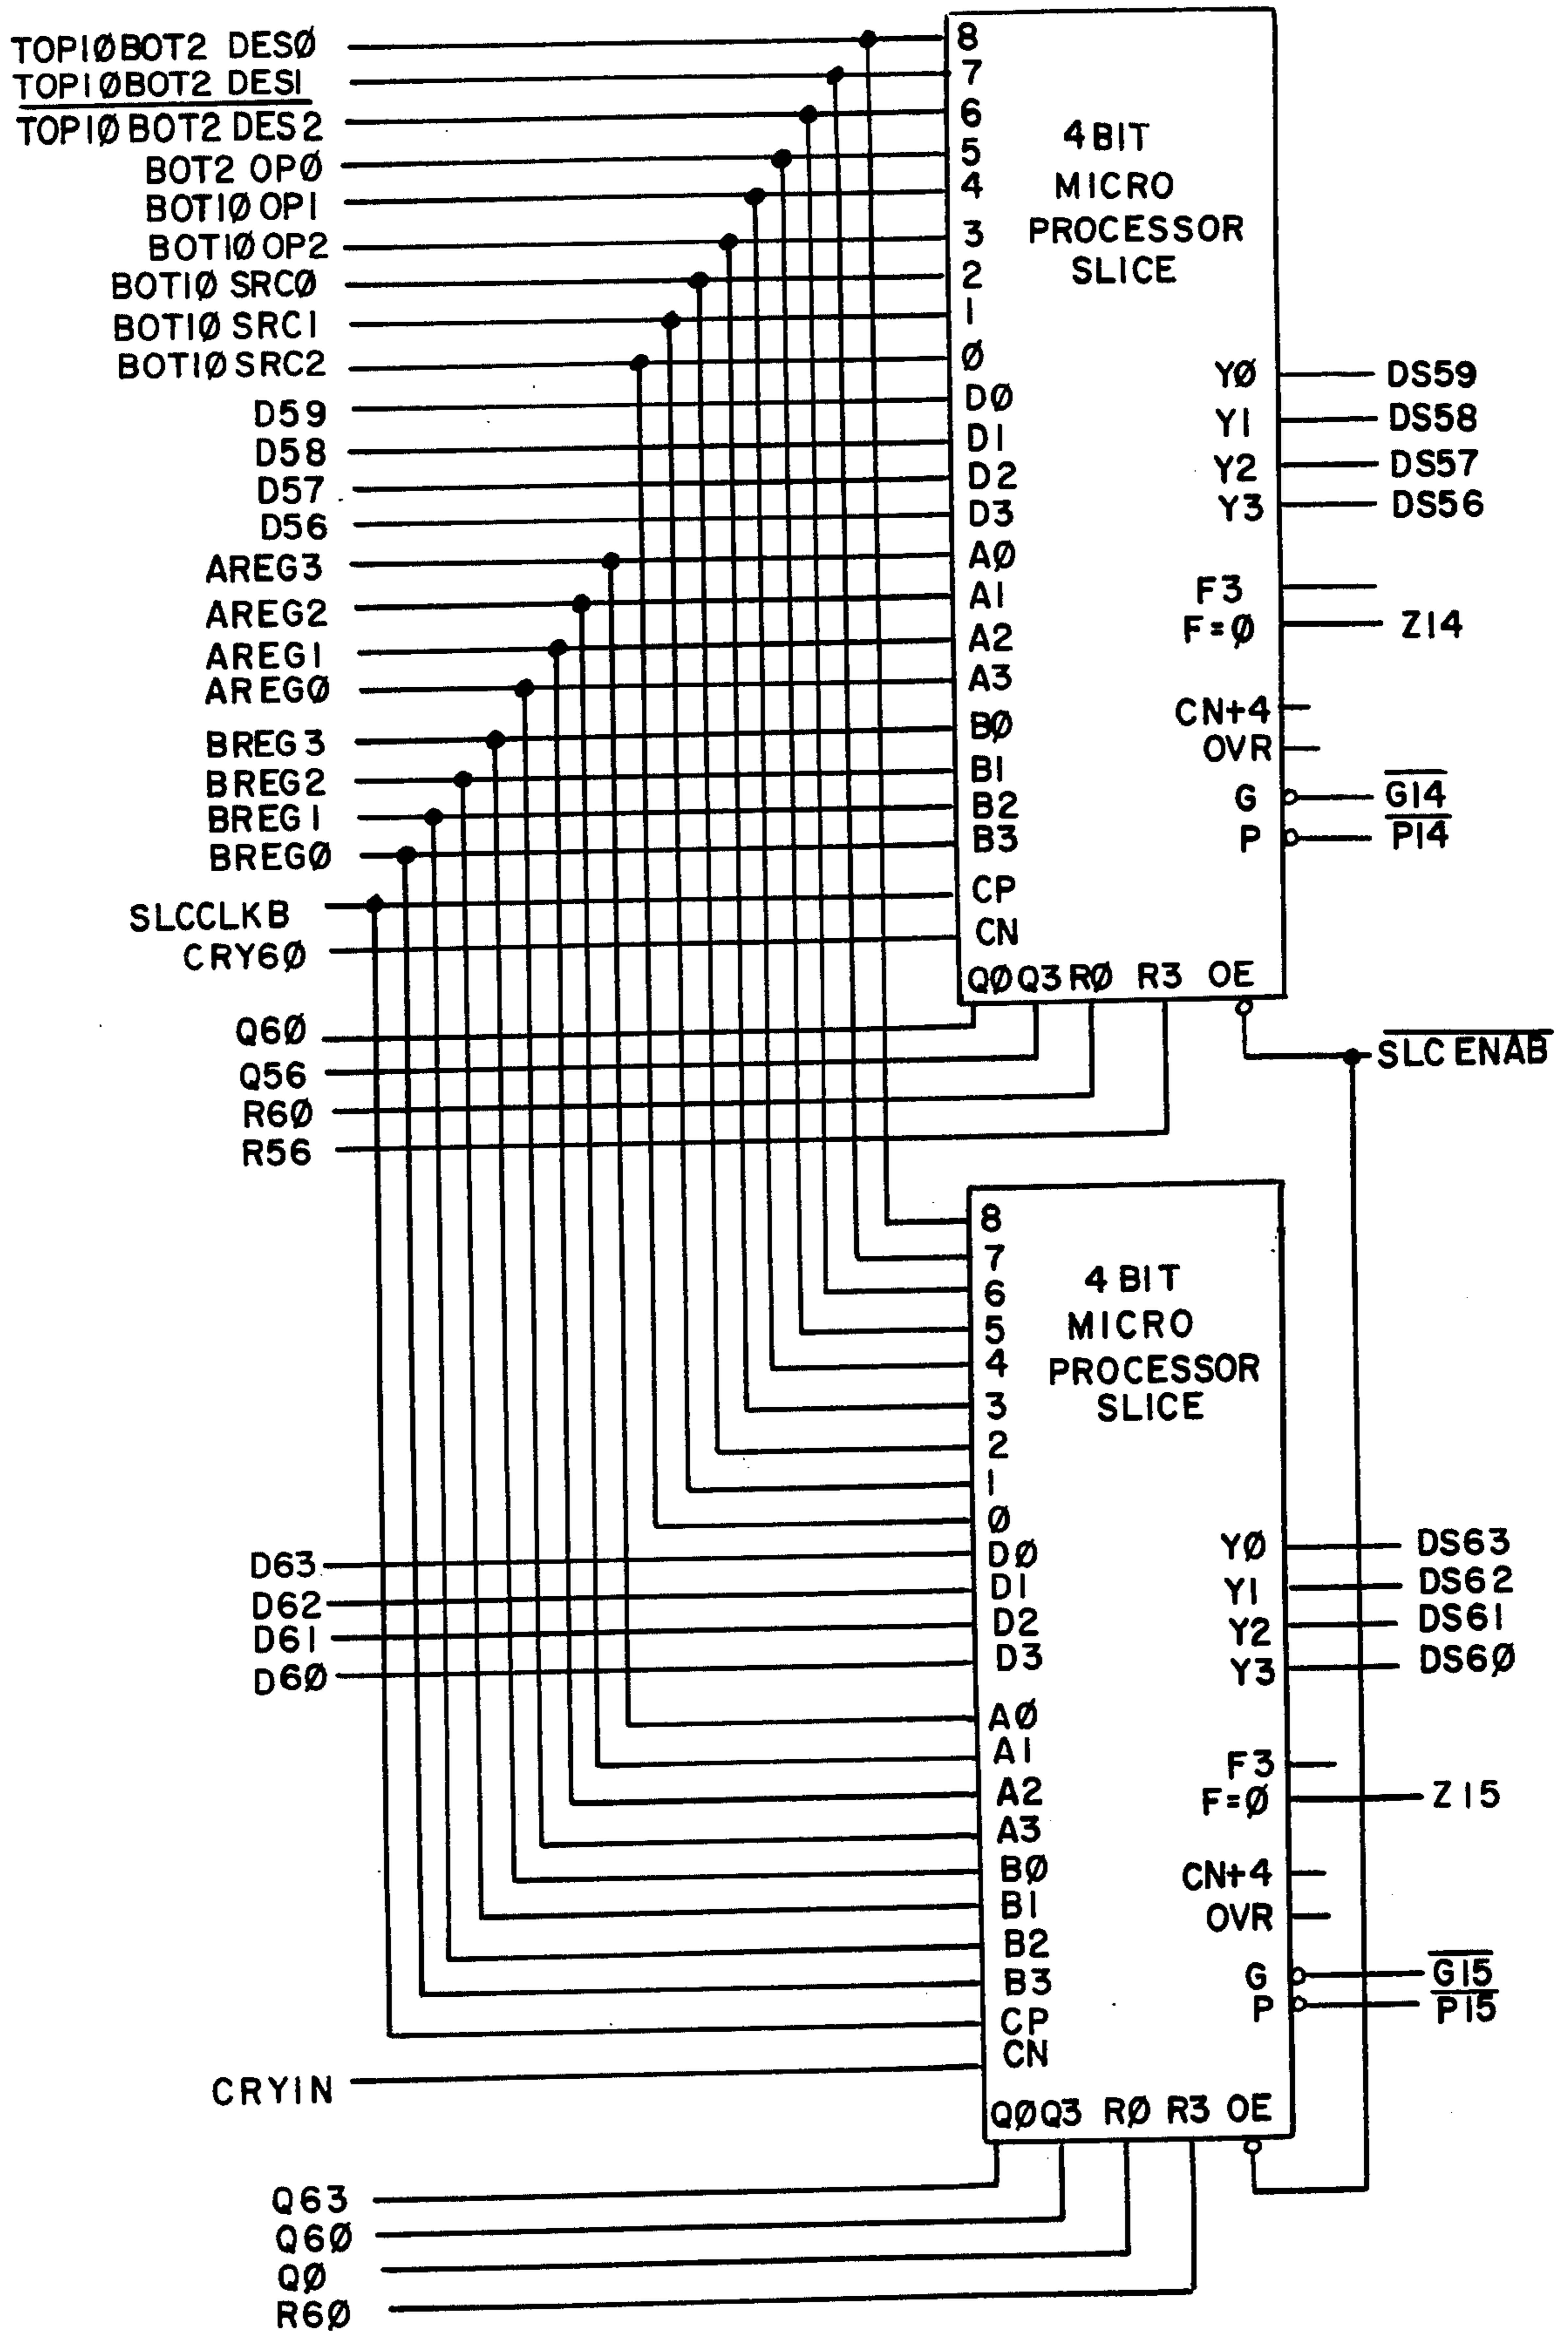 TOP1ØBOT2 DESØ
TOP1ØBOT2 DES1
TOP1ØBOT2 DES2
BOT2 OPØ
BOT1Ø OP1
BOT1Ø OP2
BOT1Ø SRCØ
BOT1Ø SRC1
BOT1Ø SRC2
D59
D58
D57
D56
AREG3
AREG2
AREG1
AREGØ
BREG3
BREG2
BREG1
BREGØ
SLCCLKB
CRY6Ø
Q6Ø
Q56
R6Ø
R56
8
7
6
5
4
3
2
1
Ø
D0
D1
D2
D3
AØ
A1
A2
A3
BØ
B1
B2
B3
CP
CN
4 BIT
MICRO
PROCESSOR
SLICE
YØ DS59
Y1 DS58
Y2 DS57
Y3 DS56
F3
F=Ø Z14
CN+4
OVR
G G14
P P14
QØ Q3 RØ R3 OE
SLC ENAB
8
7
6
5
4
3
2
1
Ø
DØ
D1
D2
D3
AØ
A1
A2
A3
BØ
B1
B2
B3
CP
CN
4 BIT
MICRO
PROCESSOR
SLICE
D63
D62
D61
D6Ø
CRYIN
YØ DS63
Y1 DS62
Y2 DS61
Y3 DS6Ø
F3
F=Ø Z15
CN+4
OVR
G G15
P P15
QØ Q3 RØ R3 OE
Q63
Q6Ø
QØ
R6Ø